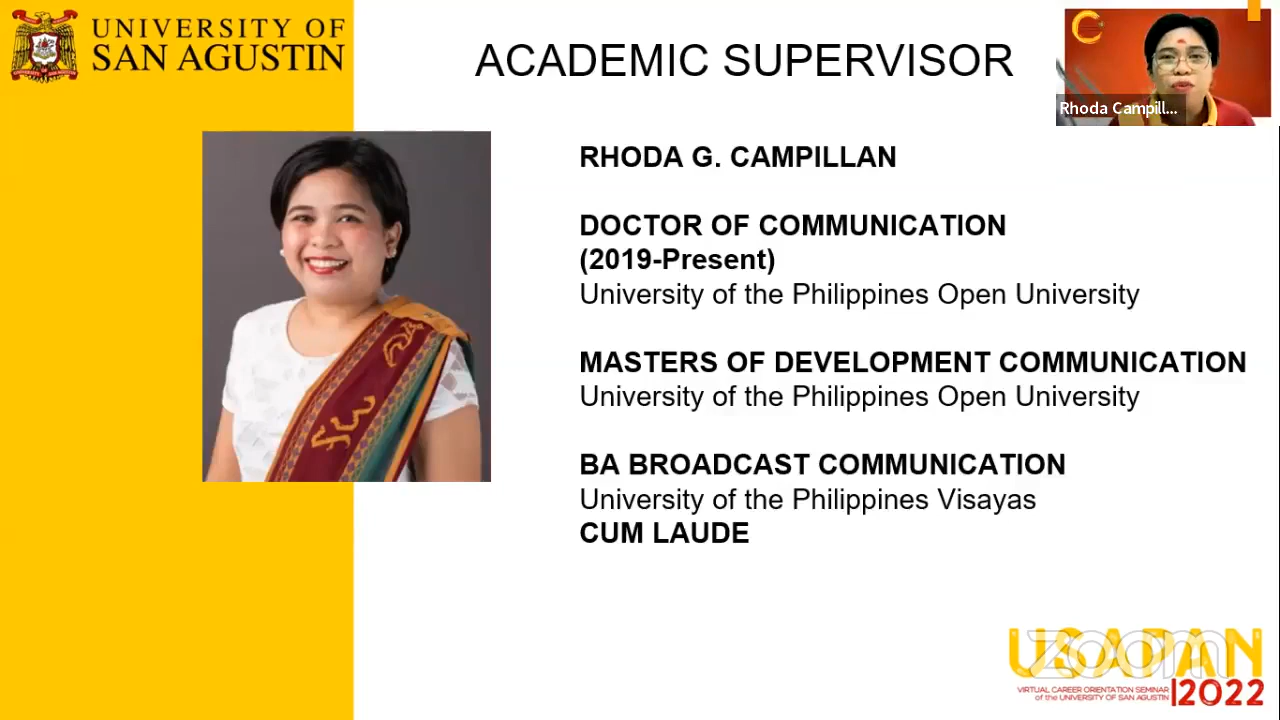 UNIVERSITY OF
SAN AGUSTIN
ACADEMIC SUPERVISOR
Rhoda Campill...
RHODA G. CAMPILLAN
DOCTOR OF COMMUNICATION
(2019-Present)
University of the Philippines Open University
MASTERS OF DEVELOPMENT COMMUNICATION
University of the Philippines Open University
BA BROADCAST COMMUNICATION
University of the Philippines Visayas
CUM LAUDE
USAPAN
zoom
VIRTUAL CAREER ORIENTATION SEMINAR
of the UNIVERSITY OF SAN AGUSTIN
2022